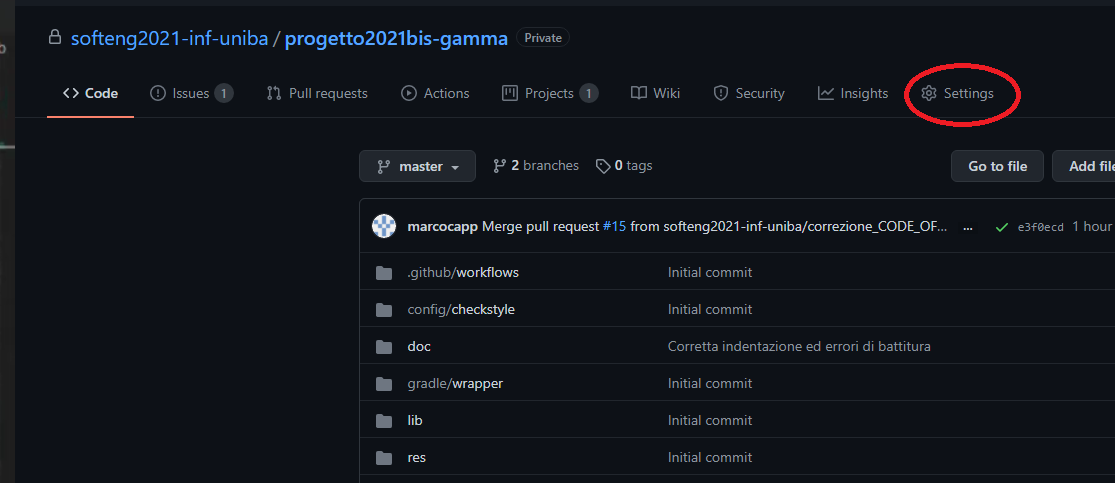 softeng2021-inf-uniba / progetto2021bis-gamma Private
Code Issues 1 Pull requests Actions Projects 1 Wiki Security Insights Settings
master 2 branches 0 tags Go to file Add file
marcocapp Merge pull request #15 from softeng2021-inf-uniba/correzione_CODE_OF... ... e3f0ecd 1 hour
.github/workflows Initial commit
config/checkstyle Initial commit
doc Corretta indentazione ed errori di battitura
gradle/wrapper Initial commit
lib Initial commit
res Initial commit